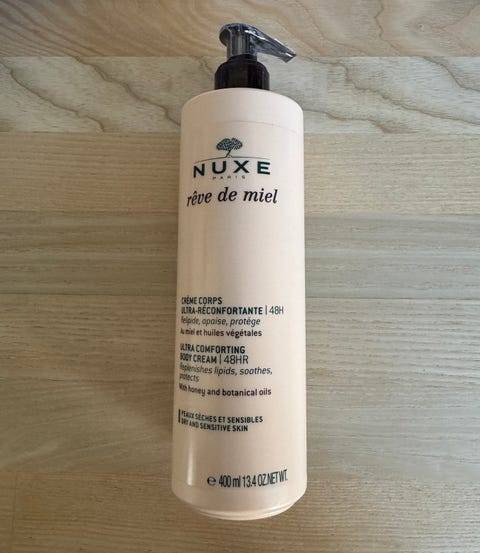 NUXE
PARIS
rêve de miel
CRÈME CORPS
ULTRA-RÉCONFORTANTE | 48H
Relipide, apaise, protège
Au miel et huiles végétales
ULTRA COMFORTING
BODY CREAM | 48HR
Replenishes lipids, soothes,
protects
With honey and botanical oils
PEAUX SÈCHES ET SENSIBLES
DRY AND SENSITIVE SKIN
e 400 ml 13.4 OZ.NET WT.